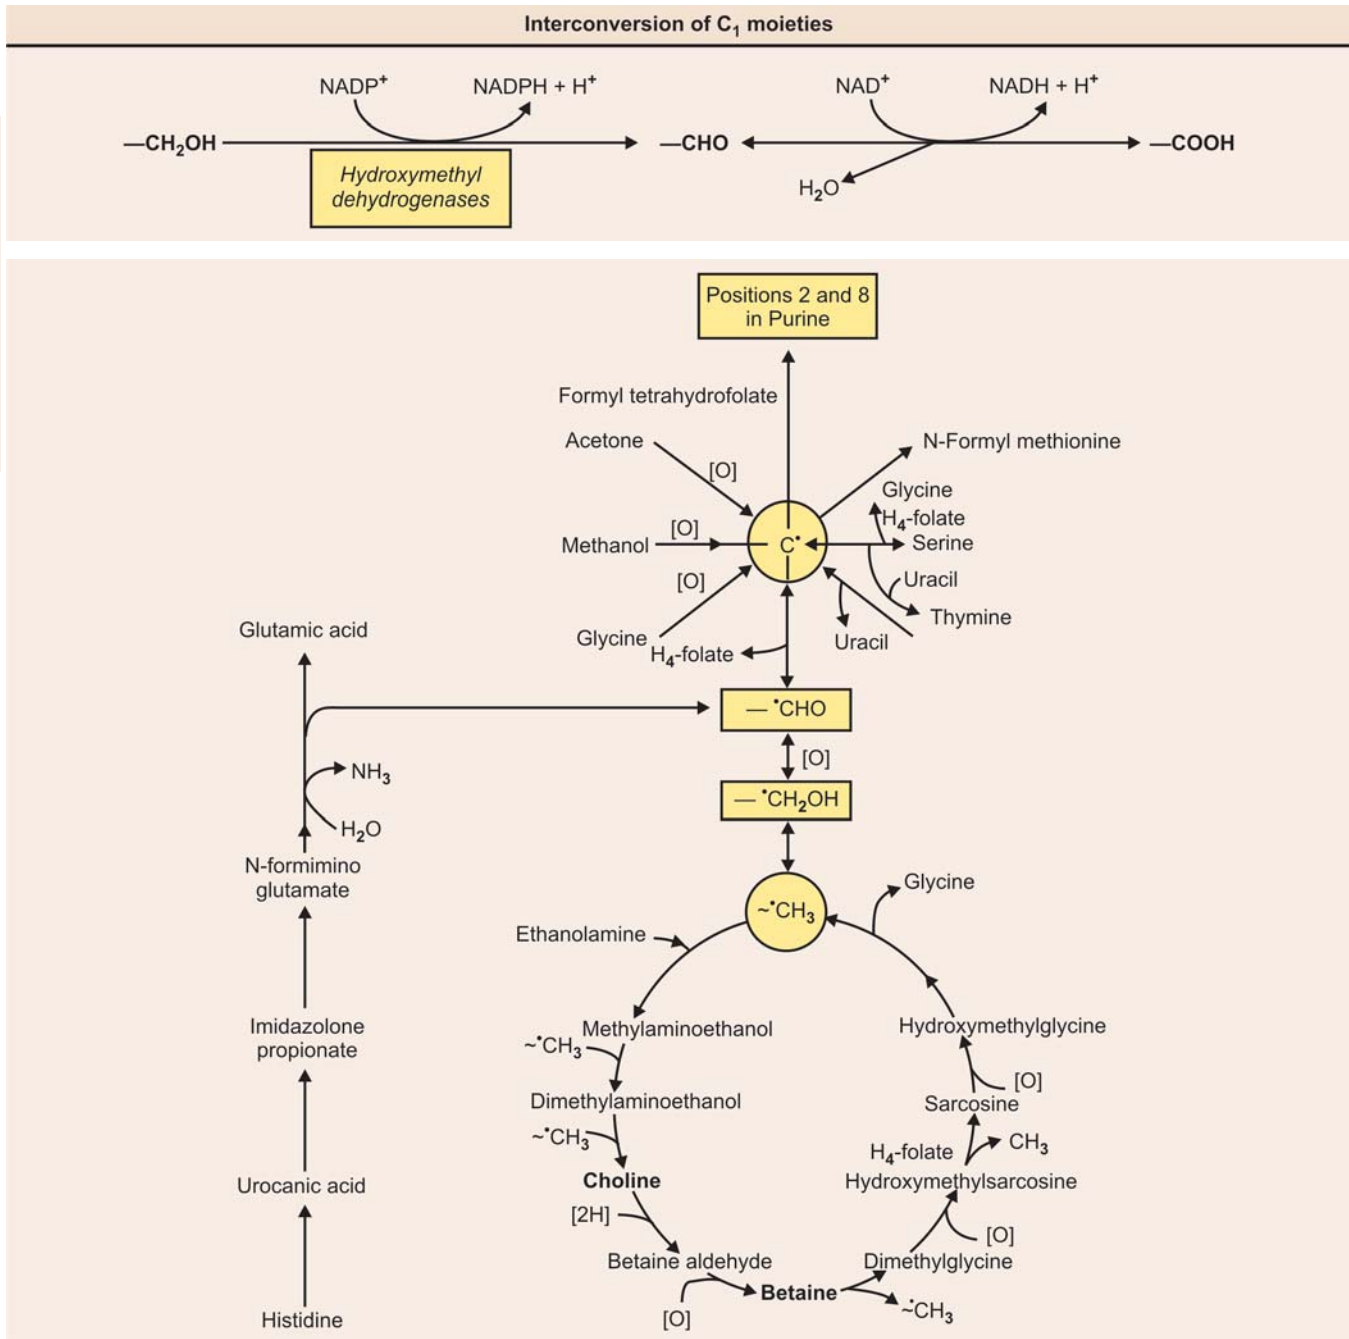 Interconversion of C₁ moieties
NADP⁺
NADPH + H⁺
NAD⁺
NADH + H⁺
—CH₂OH
—CHO
—COOH
Hydroxymethyl
dehydrogenases
H₂O
Positions 2 and 8
in Purine
Formyl tetrahydrofolate
Acetone
[O]
N-Formyl methionine
Glycine
H₄-folate
Methanol
[O]
C•
Serine
[O]
Uracil
Thymine
Glycine
H₄-folate
Uracil
Glutamic acid
— •CHO
[O]
NH₃
— •CH₂OH
H₂O
N-formimino
glutamate
~•CH₃
Glycine
Ethanolamine
Imidazolone
propionate
Methylaminoethanol
Hydroxymethylglycine
~•CH₃
[O]
Dimethylaminoethanol
Sarcosine
~•CH₃
CH₃
H₄-folate
Urocanic acid
Choline
Hydroxymethylsarcosine
[2H]
[O]
Betaine aldehyde
Dimethylglycine
Betaine
[O]
~•CH₃
Histidine